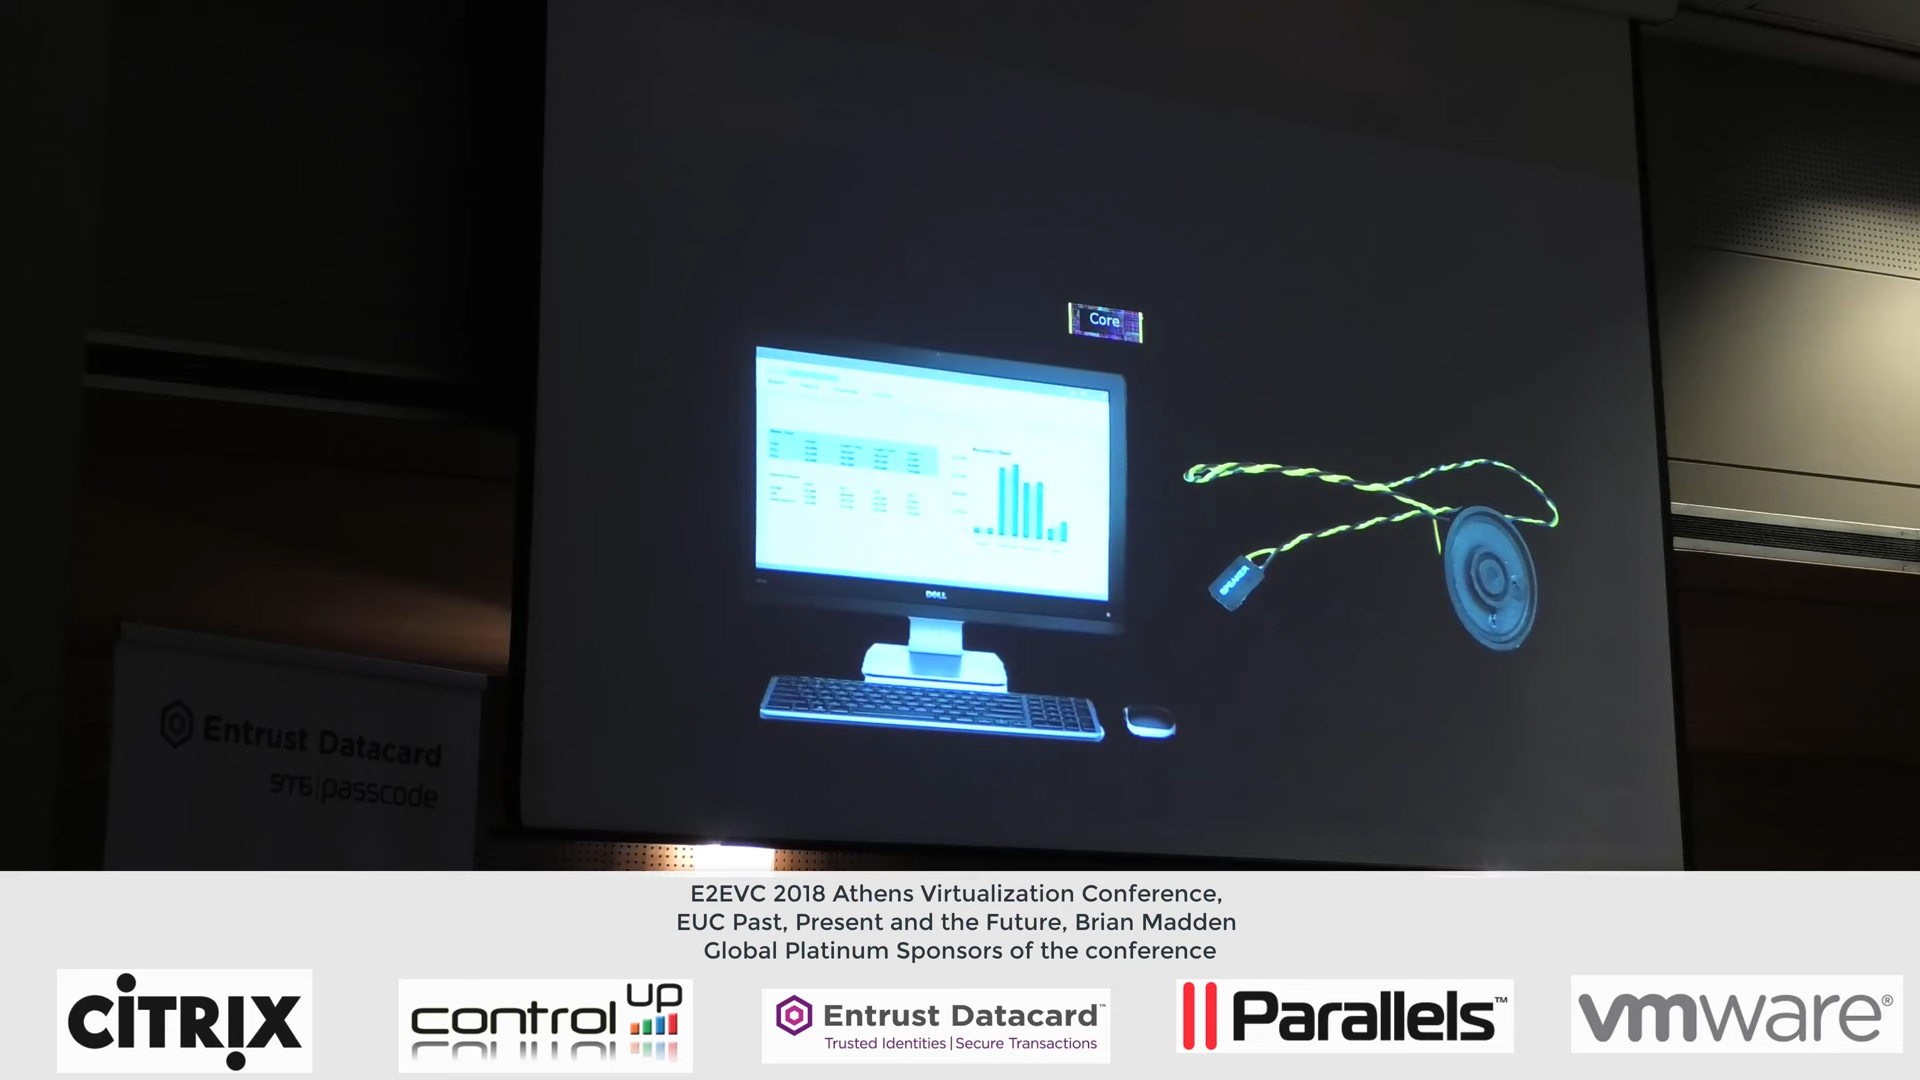 Core
DELL
SPEAKER
Entrust Datacard
sms|passcode
E2EVC 2018 Athens Virtualization Conference,
EUC Past, Present and the Future, Brian Madden
Global Platinum Sponsors of the conference
CiTRiX
control up
Entrust Datacard™
Trusted Identities | Secure Transactions
Parallels™
vmware®